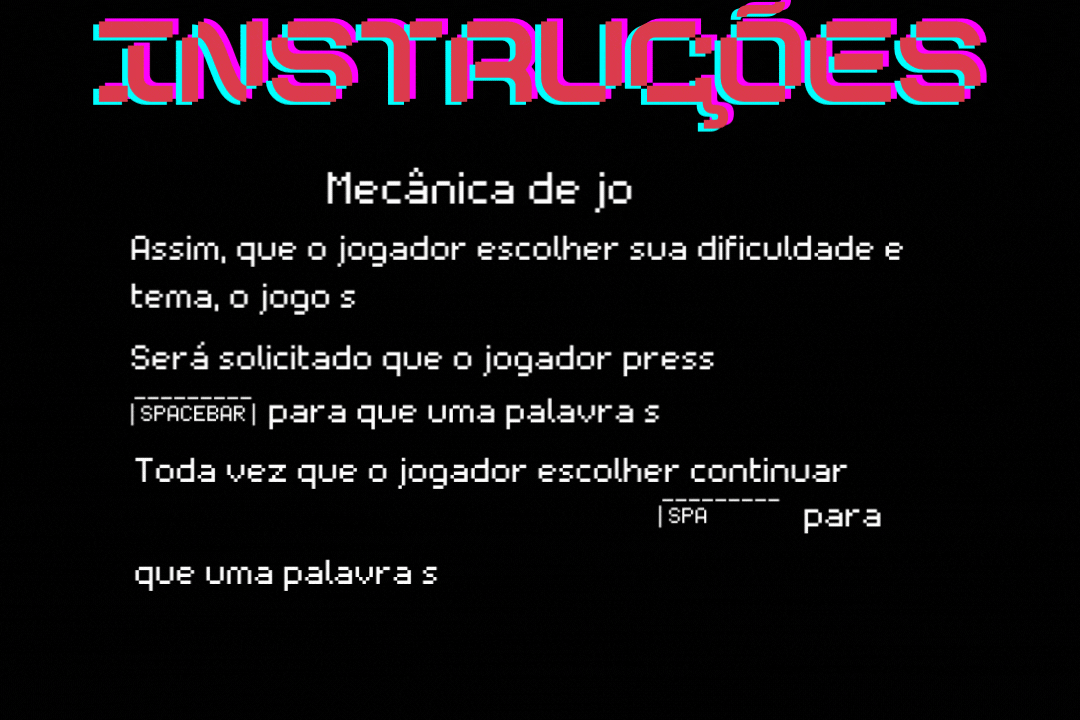 INSTRUÇÕES
Mecânica de jo
Assim, que o jogador escolher sua dificuldade e
tema, o jogo s
Será solicitado que o jogador press
|SPACEBAR| para que uma palavra s
Toda vez que o jogador escolher continuar
|SPA para
que uma palavra s